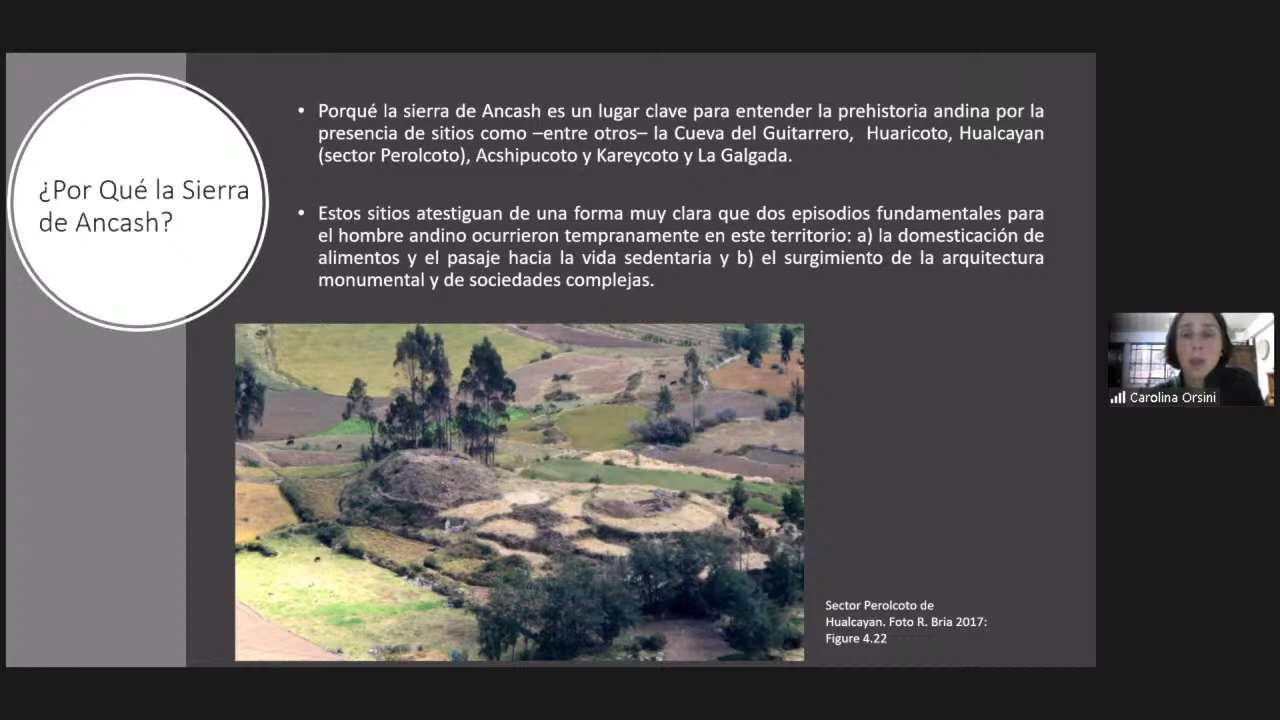 ¿Por Qué la Sierra
de Ancash?
• Porqué la sierra de Ancash es un lugar clave para entender la prehistoria andina por la
presencia de sitios como –entre otros– la Cueva del Guitarrero, Huaricoto, Hualcayan
(sector Perolcoto), Acshipucoto y Kareycoto y La Galgada.
• Estos sitios atestiguan de una forma muy clara que dos episodios fundamentales para
el hombre andino ocurrieron tempranamente en este territorio: a) la domesticación de
alimentos y el pasaje hacia la vida sedentaria y b) el surgimiento de la arquitectura
monumental y de sociedades complejas.
Sector Perolcoto de
Hualcayan. Foto R. Bria 2017:
Figure 4.22
Carolina Orsini